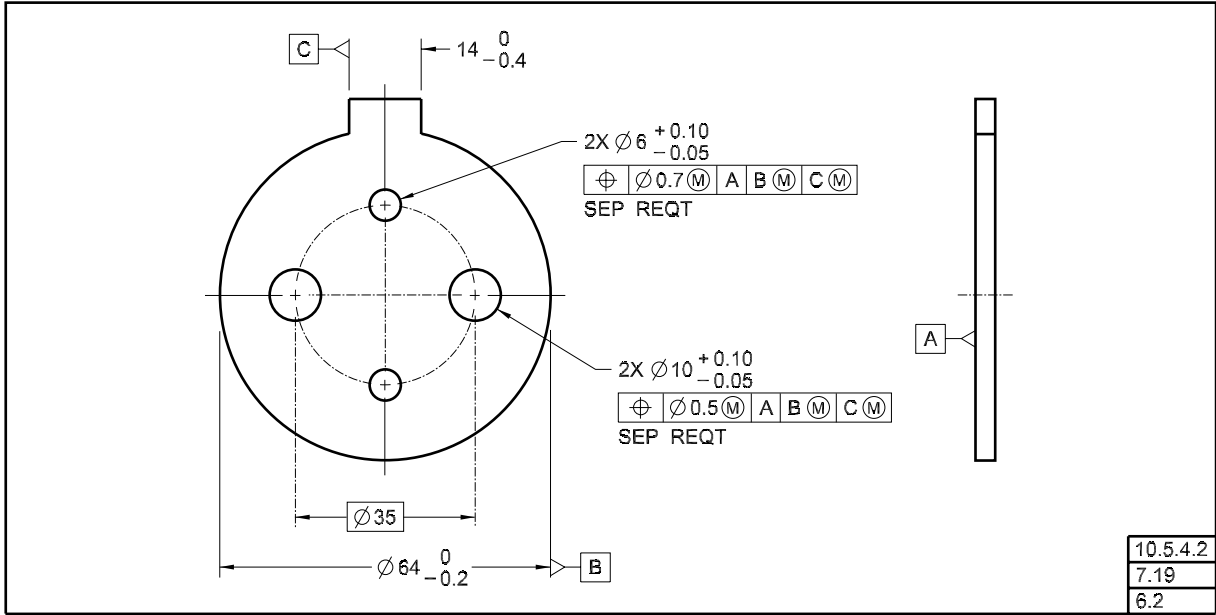 C
14 0
−0.4
2X ∅6 +0.10
−0.05
⌖ ∅0.7Ⓜ A BⓂ CⓂ
SEP REQT
A
2X ∅10 +0.10
−0.05
⌖ ∅0.5Ⓜ A BⓂ CⓂ
SEP REQT
∅35
∅64 0
−0.2
B
10.5.4.2
7.19
6.2